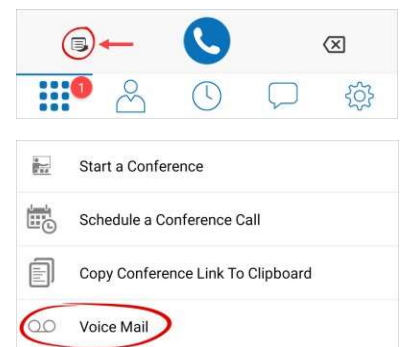 1
Start a Conference
Schedule a Conference Call
Copy Conference Link To Clipboard
Voice Mail